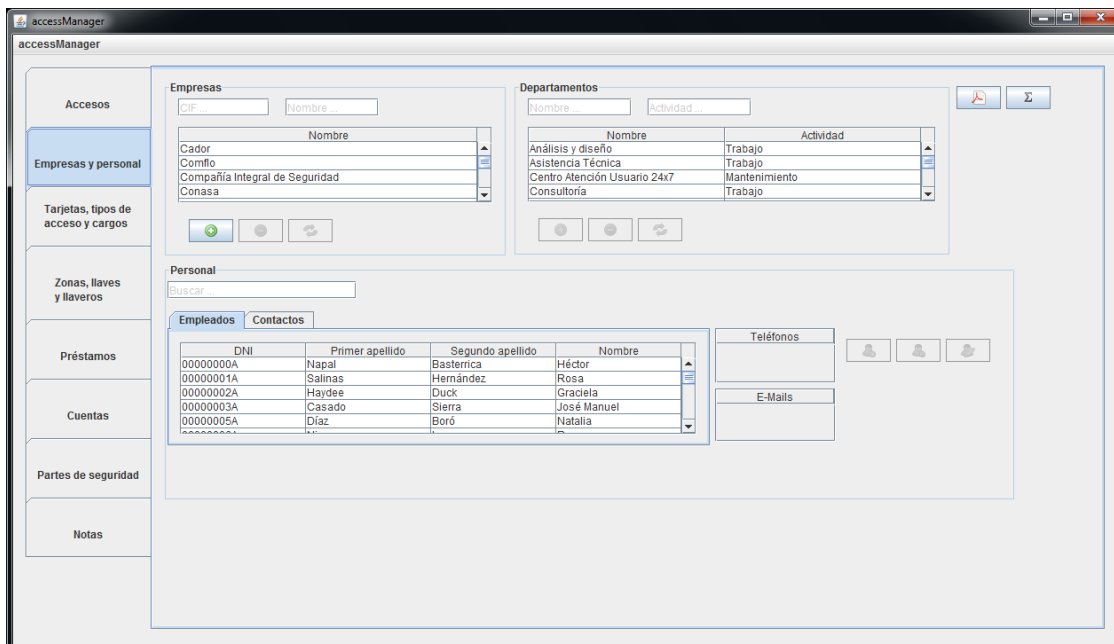 accessManager
accessManager
Accesos
Empresas y personal
Tarjetas, tipos de
acceso y cargos
Zonas, llaves
y llaveros
Préstamos
Cuentas
Partes de seguridad
Notas
Empresas
CIF ... Nombre ...
Nombre
Cador
Comflo
Compañía Integral de Seguridad
Conasa
Departamentos
Nombre ... Actividad ...
Nombre Actividad
Análisis y diseño Trabajo
Asistencia Técnica Trabajo
Centro Atención Usuario 24x7 Mantenimiento
Consultoría Trabajo
Σ
Personal
Buscar ...
Empleados Contactos
DNI Primer apellido Segundo apellido Nombre
00000000A Napal Basterrica Héctor
00000001A Salinas Hernández Rosa
00000002A Haydee Duck Graciela
00000003A Casado Sierra José Manuel
00000005A Díaz Boró Natalia
Teléfonos
E-Mails